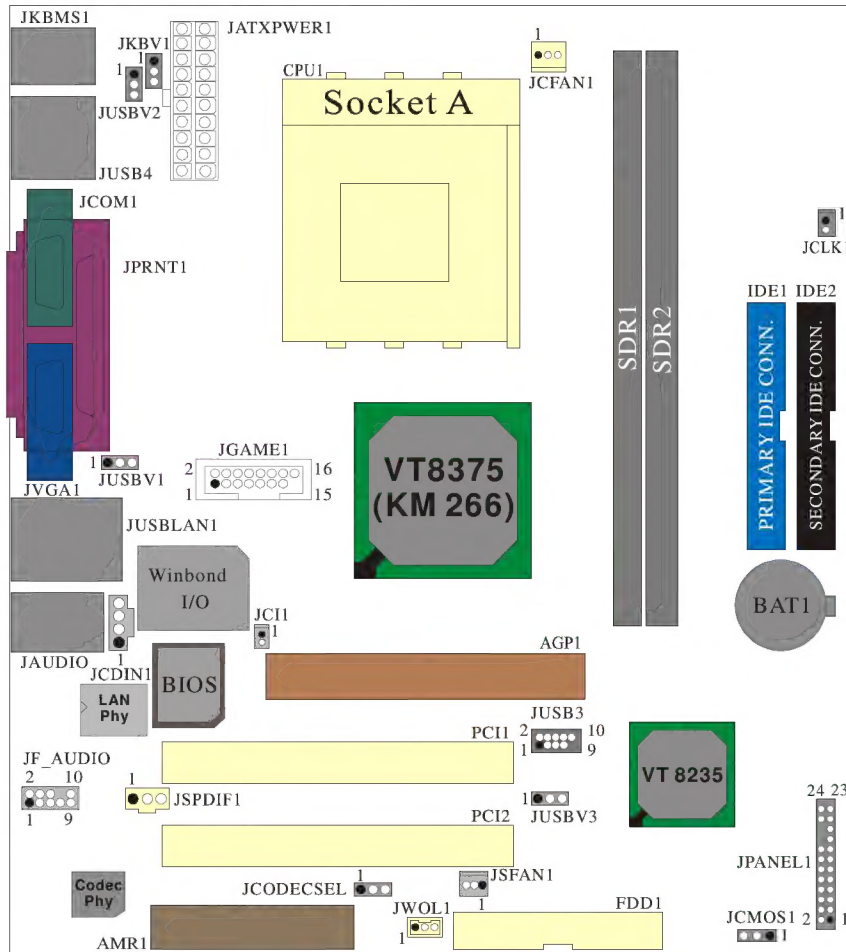 JKBMS1
JKBV1
1
1
JATXPWER1
JUSBV2
JUSB4
CPU1
Socket A
1
JCFAN1
JCOM1
JPRNT1
SDR1
SDR2
1
JCLK1
IDE1
IDE2
PRIMARY IDE CONN.
SECONDARY IDE CONN.
1
JUSBV1
JVGA1
JGAME1
2
16
1
15
VT8375
(KM 266)
JUSBLAN1
Winbond
I/O
JCI1
1
BAT1
JAUDIO
1
JCDIN1
LAN
Phy
BIOS
AGP1
JUSB3
2
10
1
9
PCI1
VT 8235
JF_AUDIO
2
10
1
9
1
JSPDIF1
1
JUSBV3
PCI2
24
23
JPANEL1
2
1
Codec
Phy
JCODECSEL
1
JSFAN1
1
JWOL1
1
FDD1
JCMOS1
1
AMR1